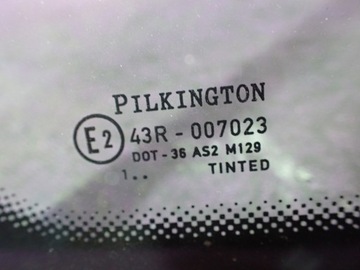 PILKINGTON
E2 43R - 007023
DOT - 36 AS2 M129
1.. TINTED